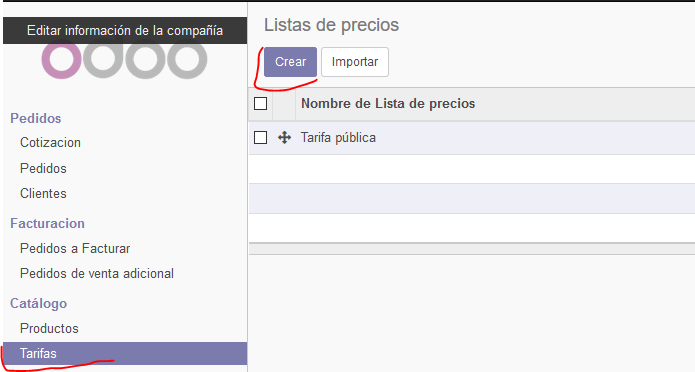 Editar información de la compañía
odoo
Pedidos
Cotizacion
Pedidos
Clientes
Facturacion
Pedidos a Facturar
Pedidos de venta adicional
Catálogo
Productos
Tarifas
Listas de precios
Crear Importar
Nombre de Lista de precios
Tarifa pública